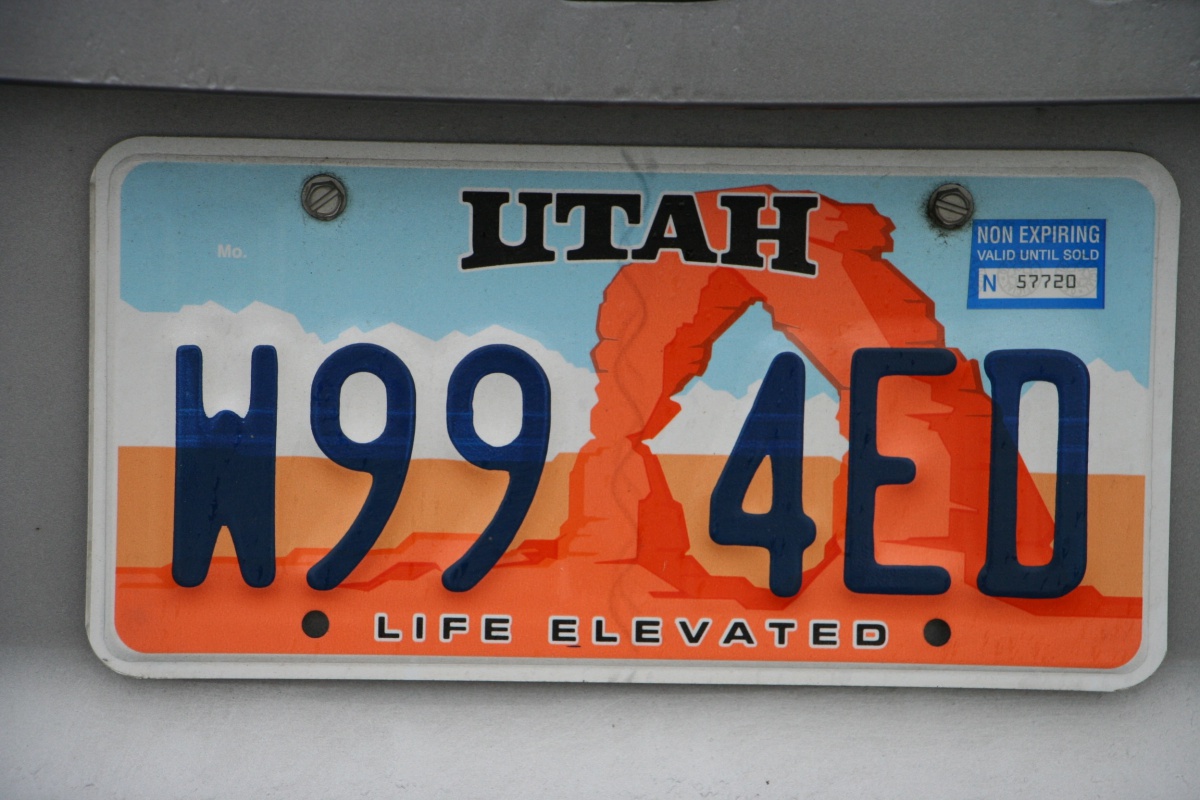 UTAH
Mo.
NON EXPIRING
VALID UNTIL SOLD
N 57720
W99 4ED
LIFE ELEVATED